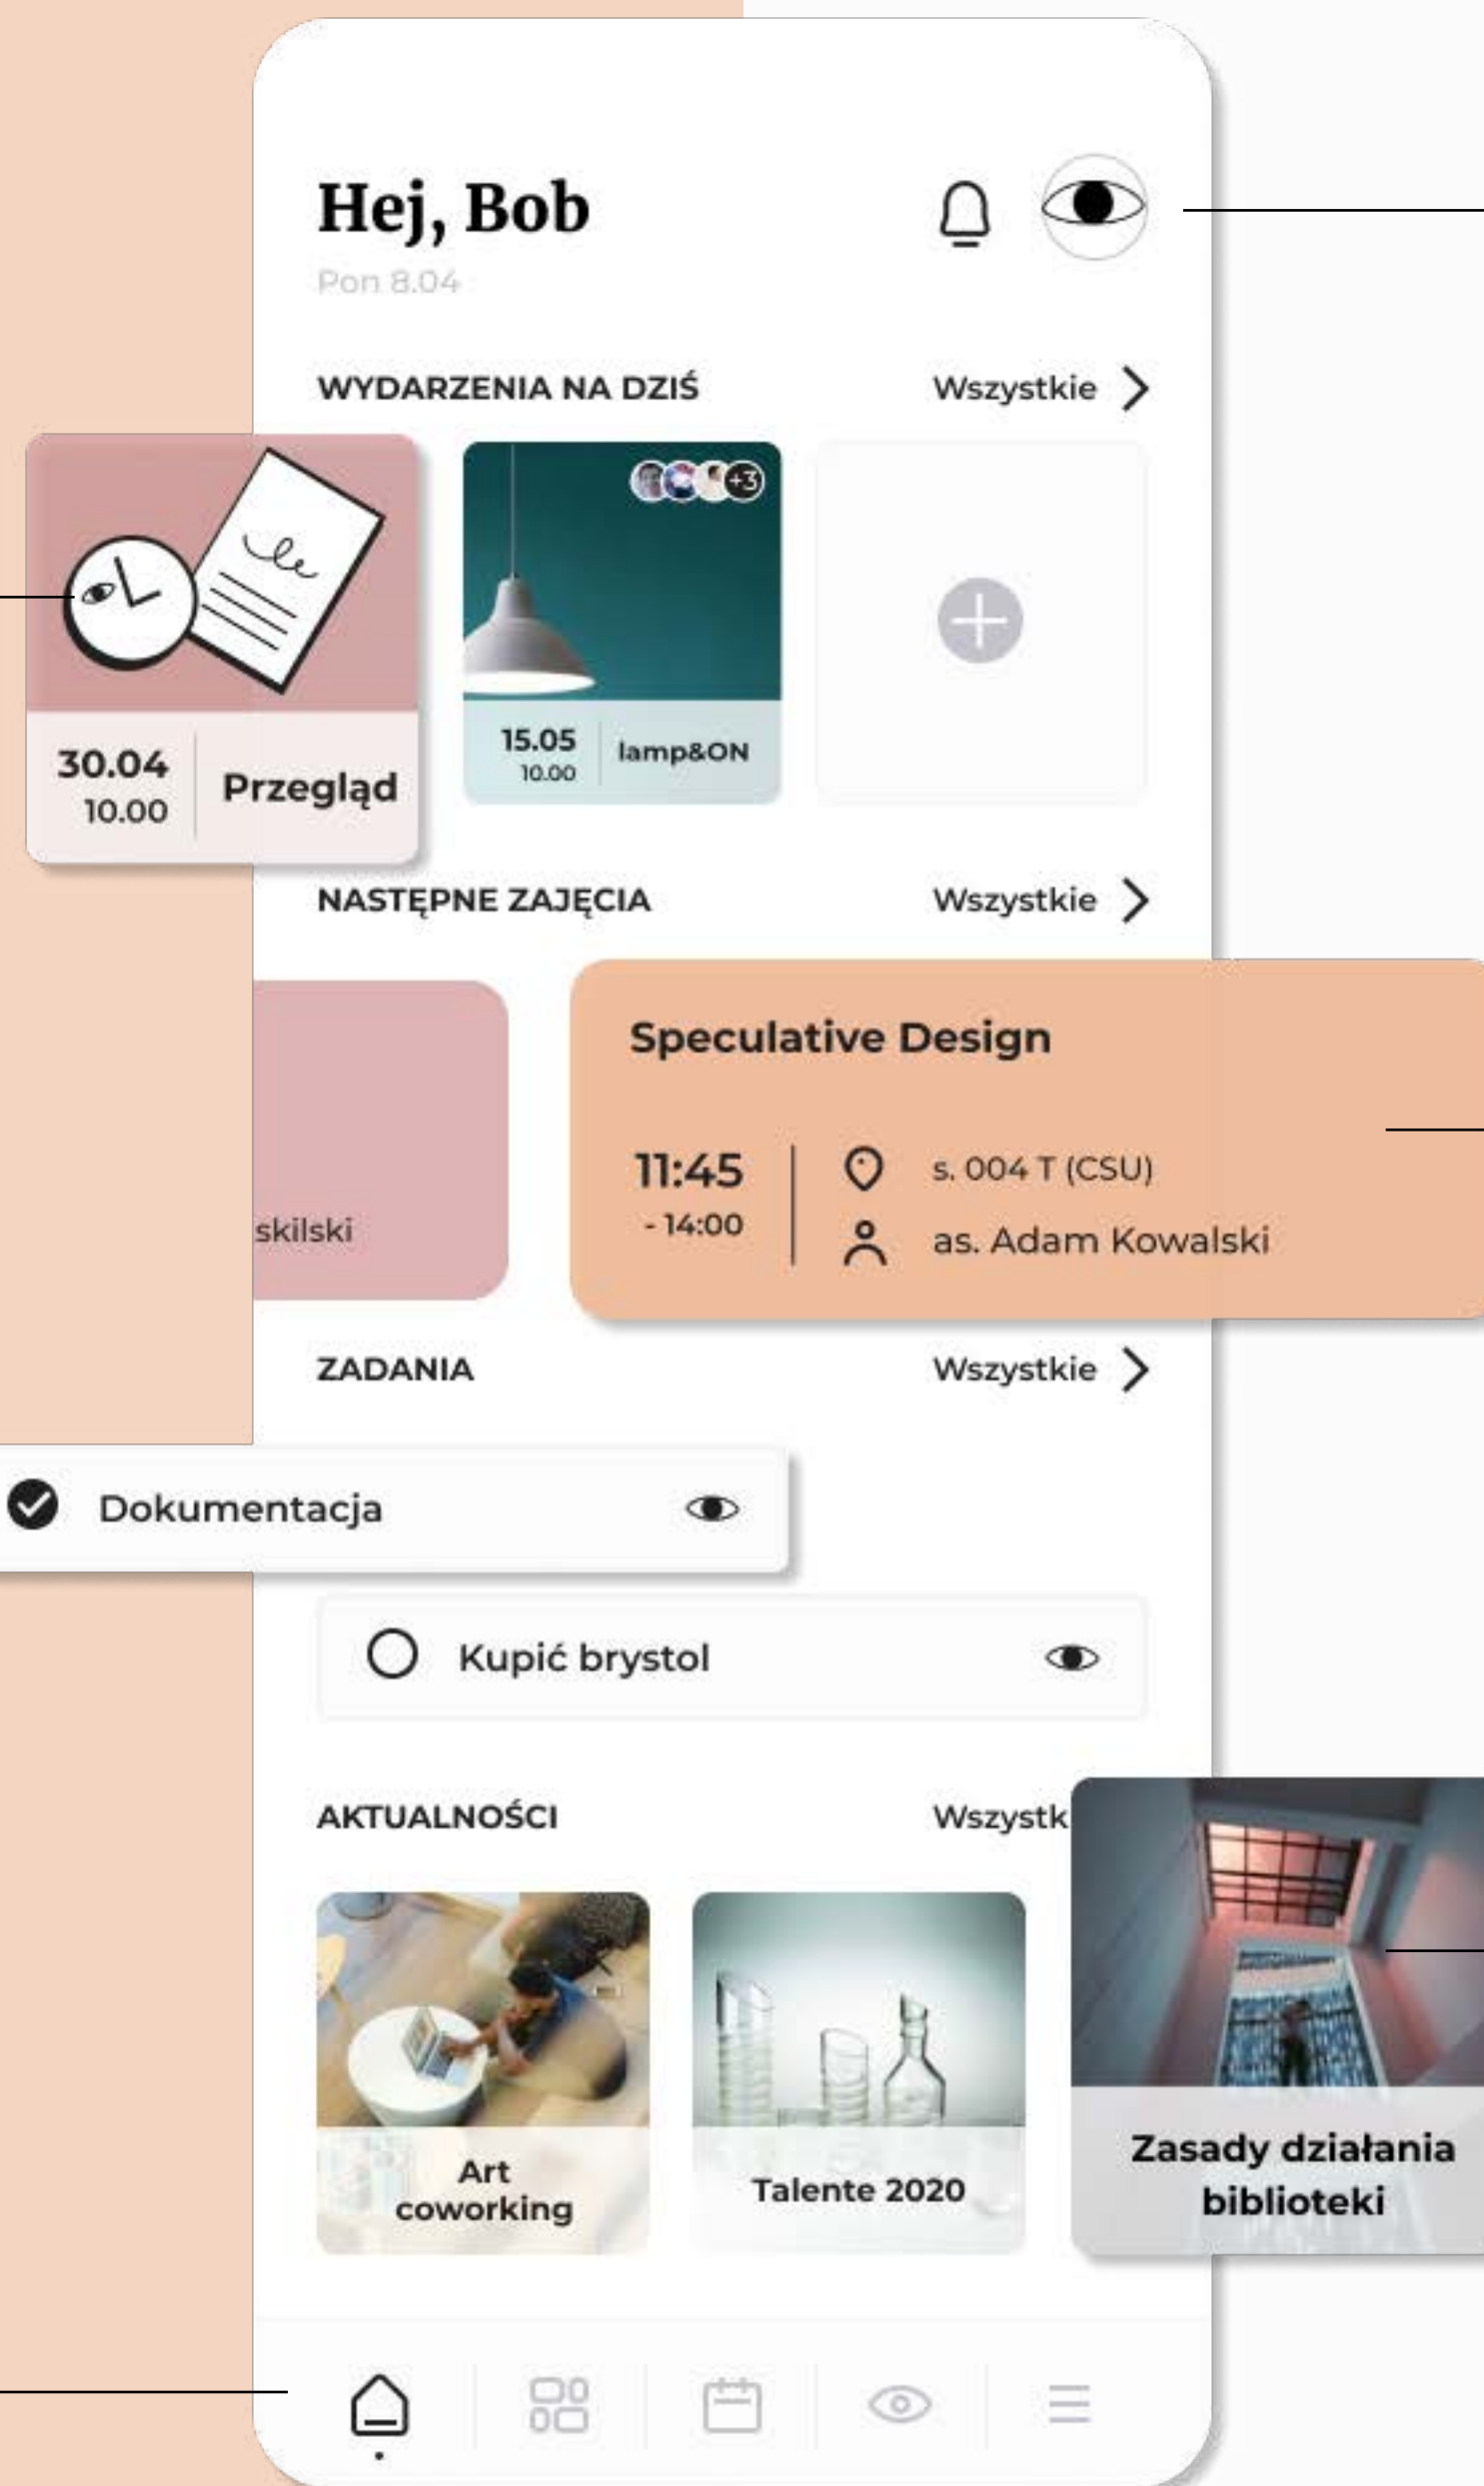 Hej, Bob
Pon 8.04
WYDARZENIA NA DZIŚ
Wszystkie
30.04
10.00
Przegląd
+3
15.05
10.00
lamp&ON
NASTĘPNE ZAJĘCIA
Wszystkie
skilski
Speculative Design
11:45
- 14:00
s. 004 T (CSU)
as. Adam Kowalski
ZADANIA
Wszystkie
Dokumentacja
Kupić brystol
AKTUALNOŚCI
Wszystk
Art
coworking
Talente 2020
Zasady działania
biblioteki